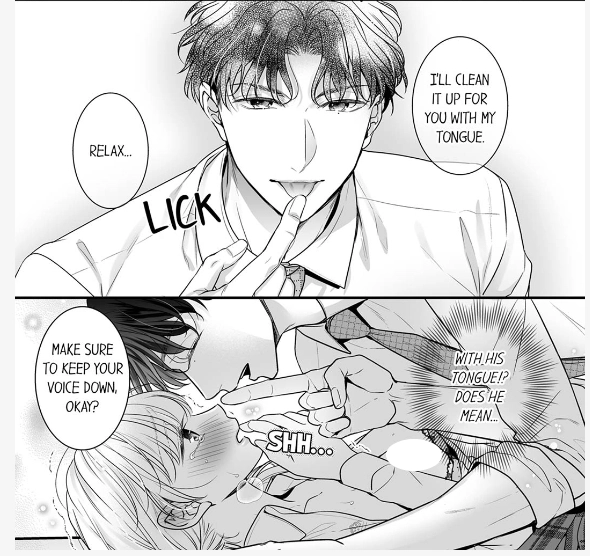 I'LL CLEAN
IT UP FOR
YOU WITH MY
TONGUE.
RELAX...
LICK
WITH HIS
TONGUE!?
DOES HE
MEAN...
MAKE SURE
TO KEEP YOUR
VOICE DOWN,
OKAY?
SHH...